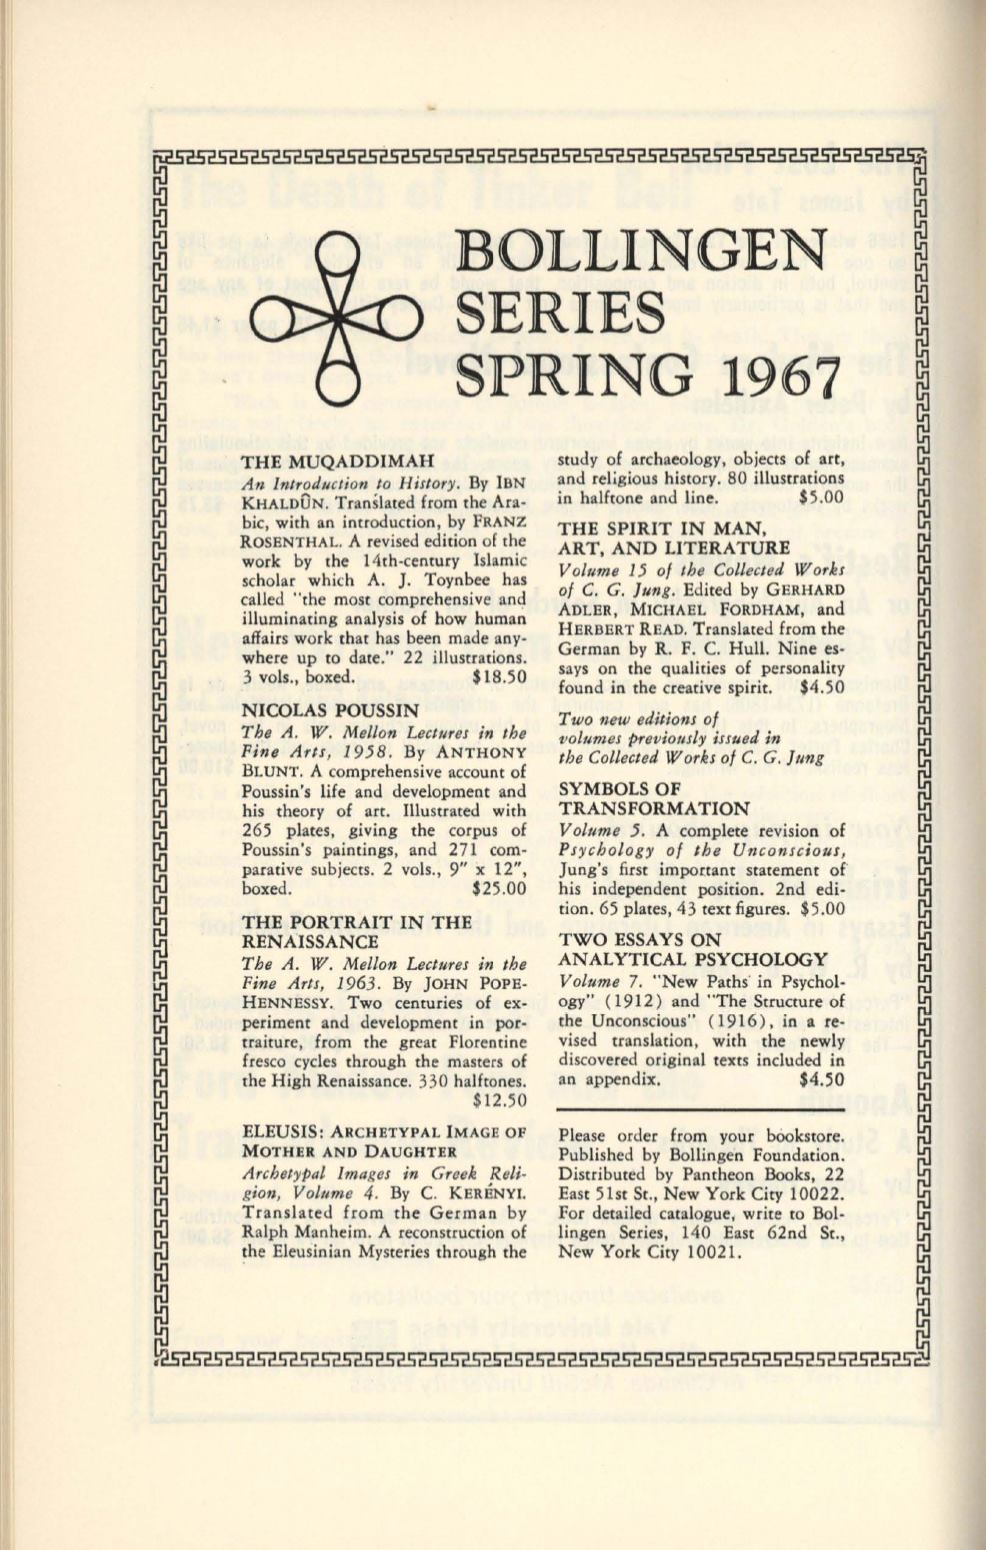 BOLLINGEN
SERIES
SPRING 1967
THE MUQADDIMAH
An Introduction to History. By IBN
KHALDÛN. Translated from the Ara-
bic, with an introduction, by FRANZ
ROSENTHAL. A revised edition of the
work by the 14th-century Islamic
scholar which A. J. Toynbee has
called "the most comprehensive and
illuminating analysis of how human
affairs work that has been made any-
where up to date." 22 illustrations.
3 vols., boxed. $18.50
NICOLAS POUSSIN
The A. W. Mellon Lectures in the
Fine Arts, 1958. By ANTHONY
BLUNT. A comprehensive account of
Poussin's life and development and
his theory of art. Illustrated with
265 plates, giving the corpus of
Poussin's paintings, and 271 com-
parative subjects. 2 vols., 9" x 12",
boxed. $25.00
THE PORTRAIT IN THE
RENAISSANCE
The A. W. Mellon Lectures in the
Fine Arts, 1963. By JOHN POPE-
HENNESSY. Two centuries of ex-
periment and development in por-
traiture, from the great Florentine
fresco cycles through the masters of
the High Renaissance. 330 halftones.
$12.50
ELEUSIS: ARCHETYPAL IMAGE OF
MOTHER AND DAUGHTER
Archetypal Images in Greek Reli-
gion, Volume 4. By C. KERÉNYI.
Translated from the German by
Ralph Manheim. A reconstruction of
the Eleusinian Mysteries through the
study of archaeology, objects of art,
and religious history. 80 illustrations
in halftone and line. $5.00
THE SPIRIT IN MAN,
ART, AND LITERATURE
Volume 15 of the Collected Works
of C. G. Jung. Edited by GERHARD
ADLER, MICHAEL FORDHAM, and
HERBERT READ. Translated from the
German by R. F. C. Hull. Nine es-
says on the qualities of personality
found in the creative spirit. $4.50
Two new editions of
volumes previously issued in
the Collected Works of C. G. Jung
SYMBOLS OF
TRANSFORMATION
Volume 5. A complete revision of
Psychology of the Unconscious,
Jung's first important statement of
his independent position. 2nd edi-
tion. 65 plates, 43 text figures. $5.00
TWO ESSAYS ON
ANALYTICAL PSYCHOLOGY
Volume 7. "New Paths in Psychol-
ogy" (1912) and "The Structure of
the Unconscious" (1916), in a re-
vised translation, with the newly
discovered original texts included in
an appendix. $4.50
Please order from your bookstore.
Published by Bollingen Foundation.
Distributed by Pantheon Books, 22
East 51st St., New York City 10022.
For detailed catalogue, write to Bol-
lingen Series, 140 East 62nd St.,
New York City 10021.